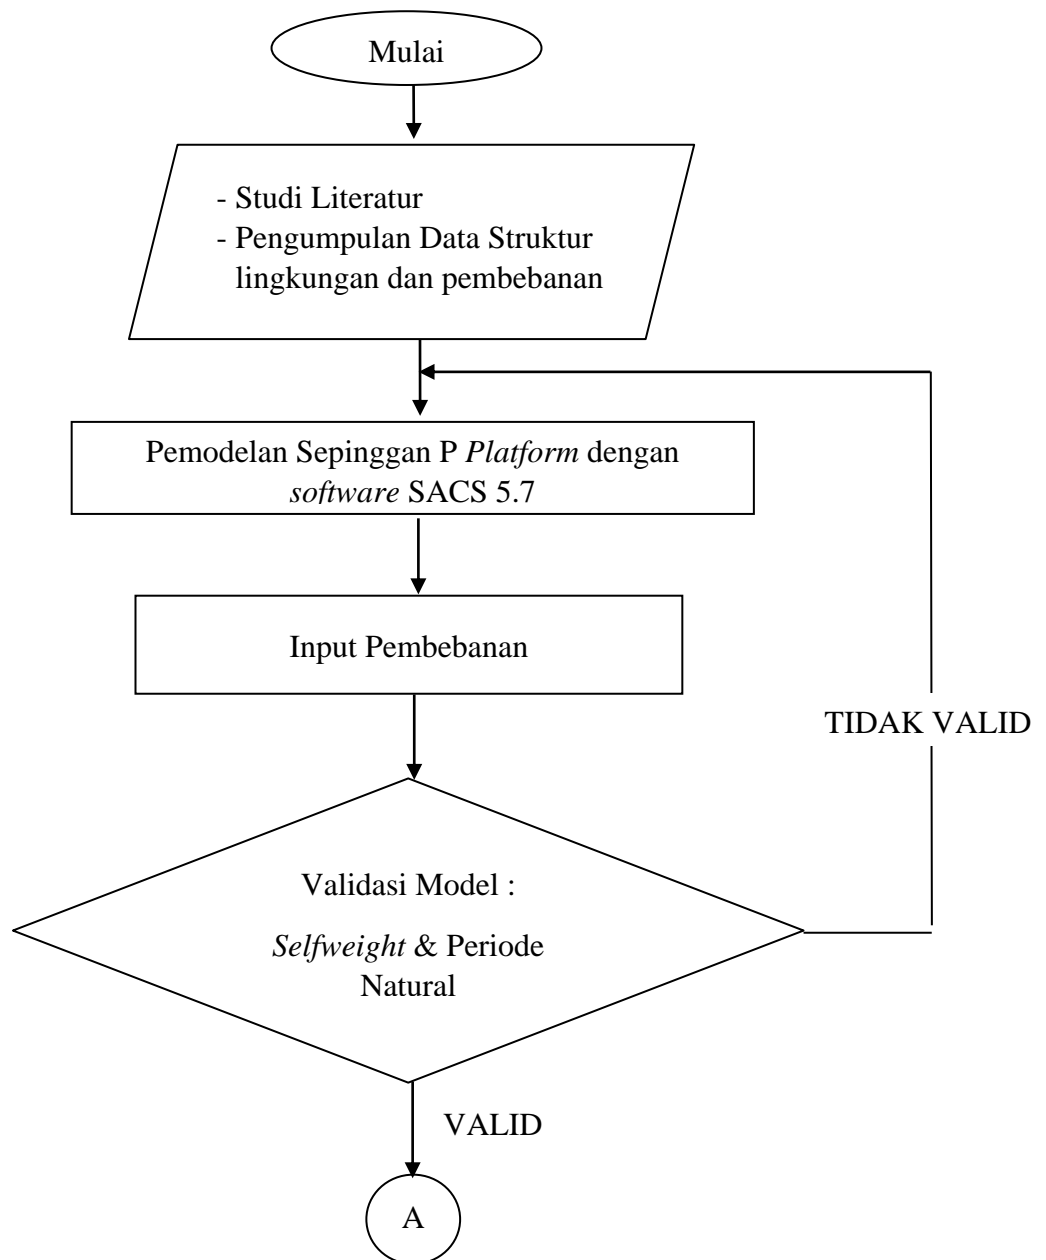 Mulai
- Studi Literatur
- Pengumpulan Data Struktur
lingkungan dan pembebanan
Pemodelan Sepinggan P Platform dengan
software SACS 5.7
Input Pembebanan
TIDAK VALID
Validasi Model :
Selfweight & Periode
Natural
VALID
A